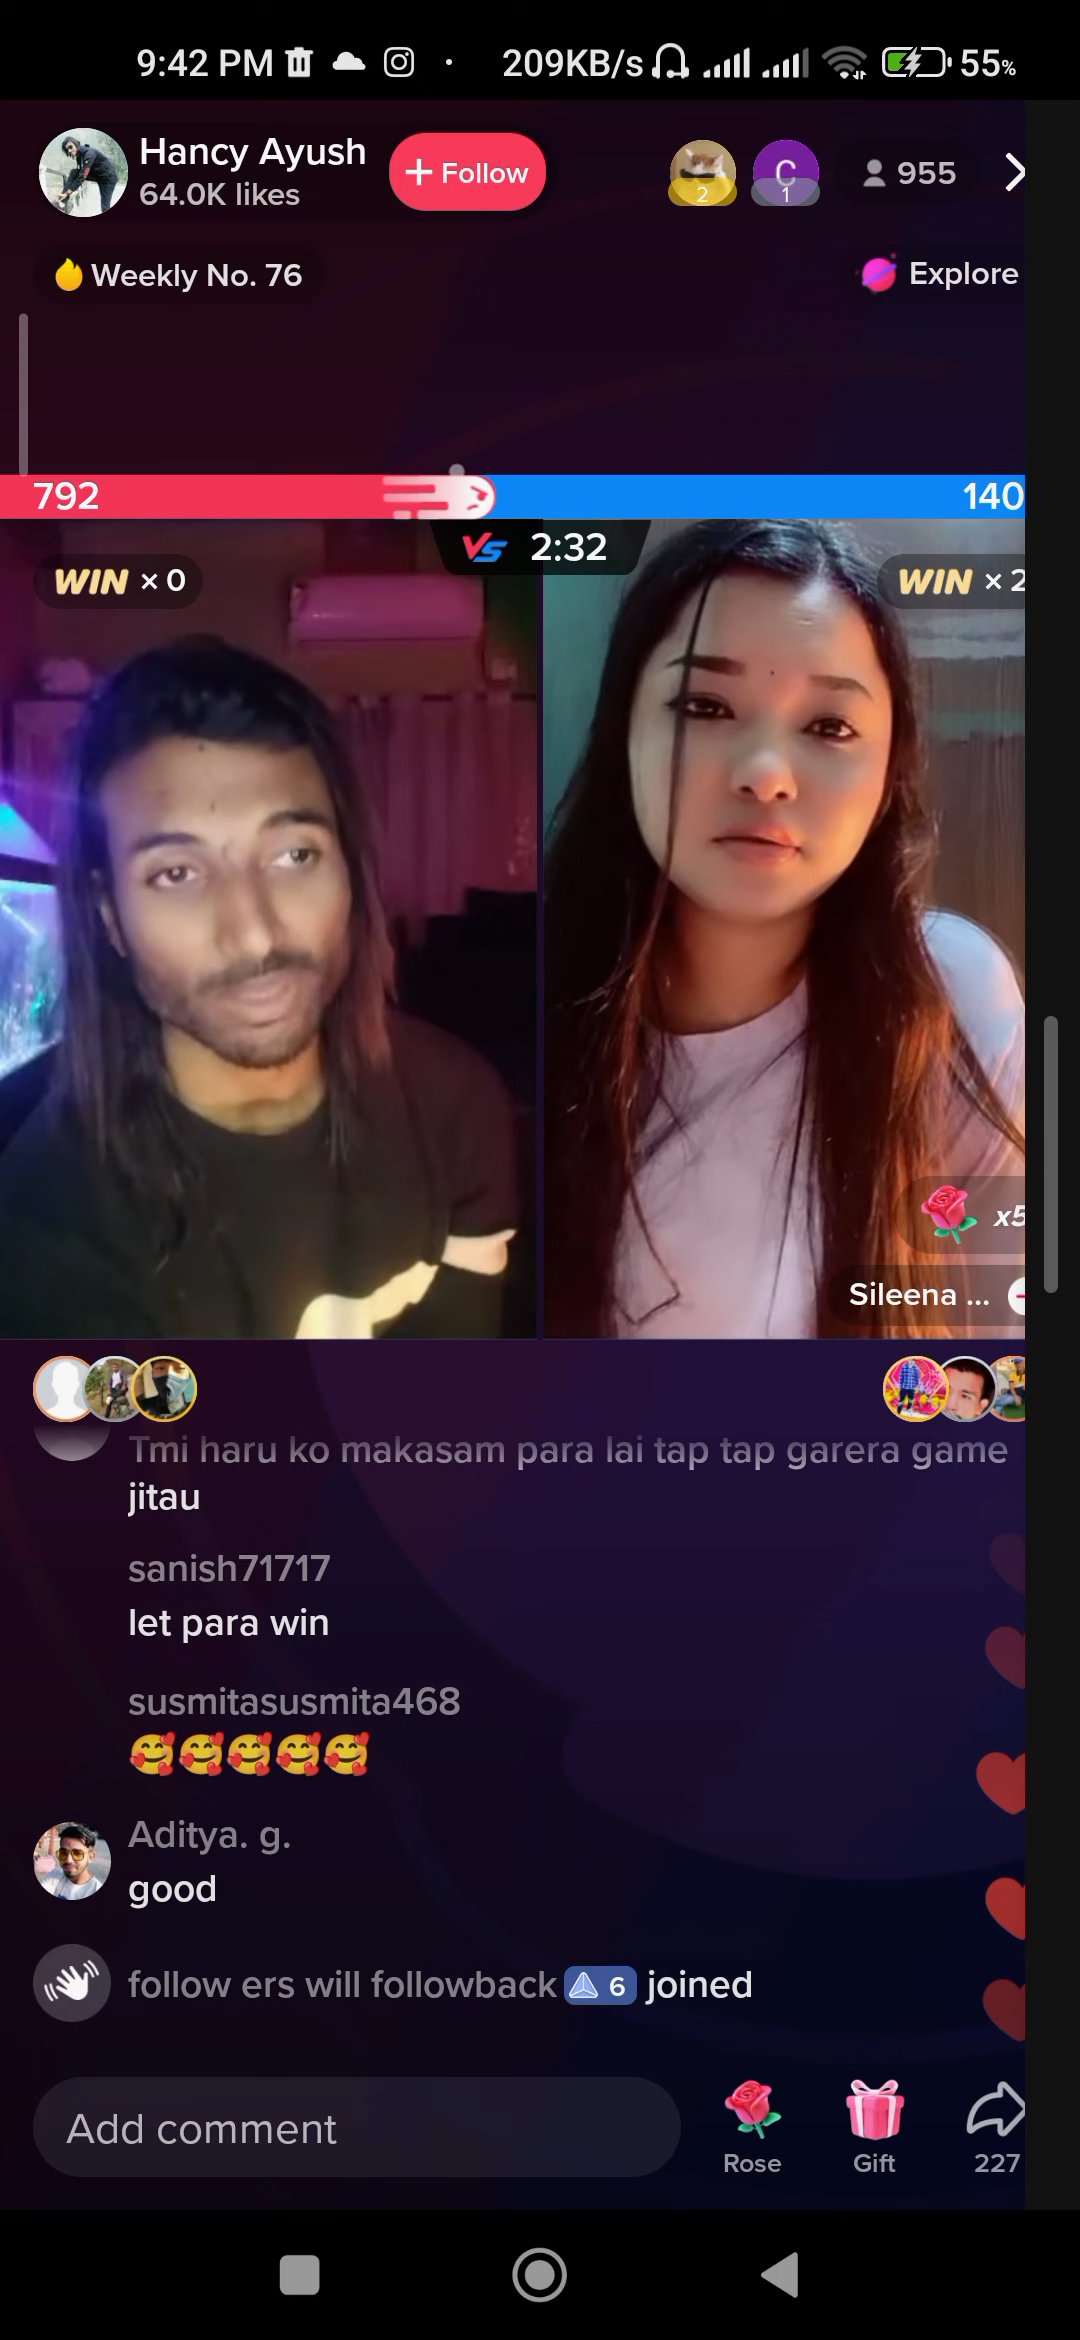 9:42 PM 209KB/s 55%
Hancy Ayush
64.0K likes
+ Follow
2
C
1
955
Weekly No. 76
Explore
792
140
VS 2:32
WIN × 0
WIN × 2
x5
Sileena ...
Tmi haru ko makasam para lai tap tap garera game
jitau
sanish71717
let para win
susmitasusmita468
🥰🥰🥰🥰🥰
Aditya. g.
good
follow ers will followback 6 joined
Add comment
Rose
Gift
227